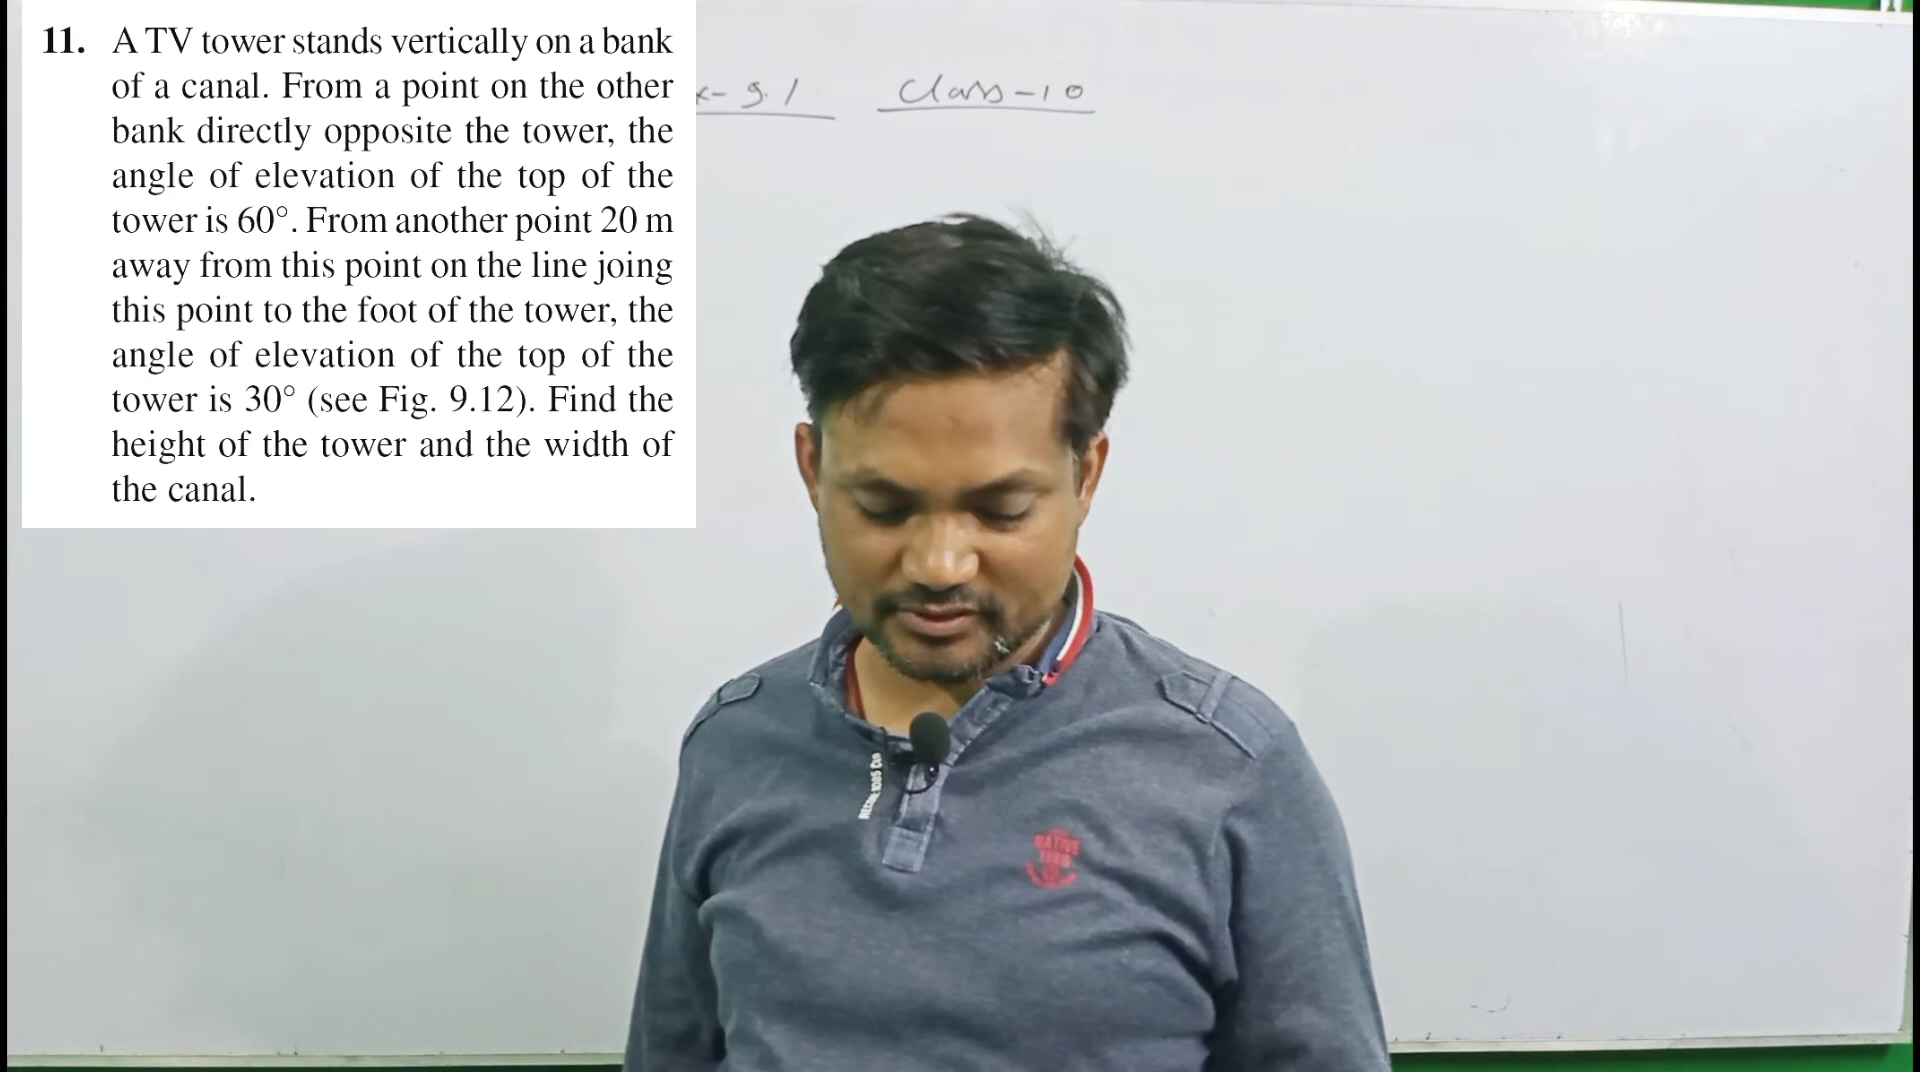 11. A TV tower stands vertically on a bank
of a canal. From a point on the other
bank directly opposite the tower, the
angle of elevation of the top of the
tower is 60°. From another point 20 m
away from this point on the line joing
this point to the foot of the tower, the
angle of elevation of the top of the
tower is 30° (see Fig. 9.12). Find the
height of the tower and the width of
the canal.
x-9.1 Class-10
NATIVE